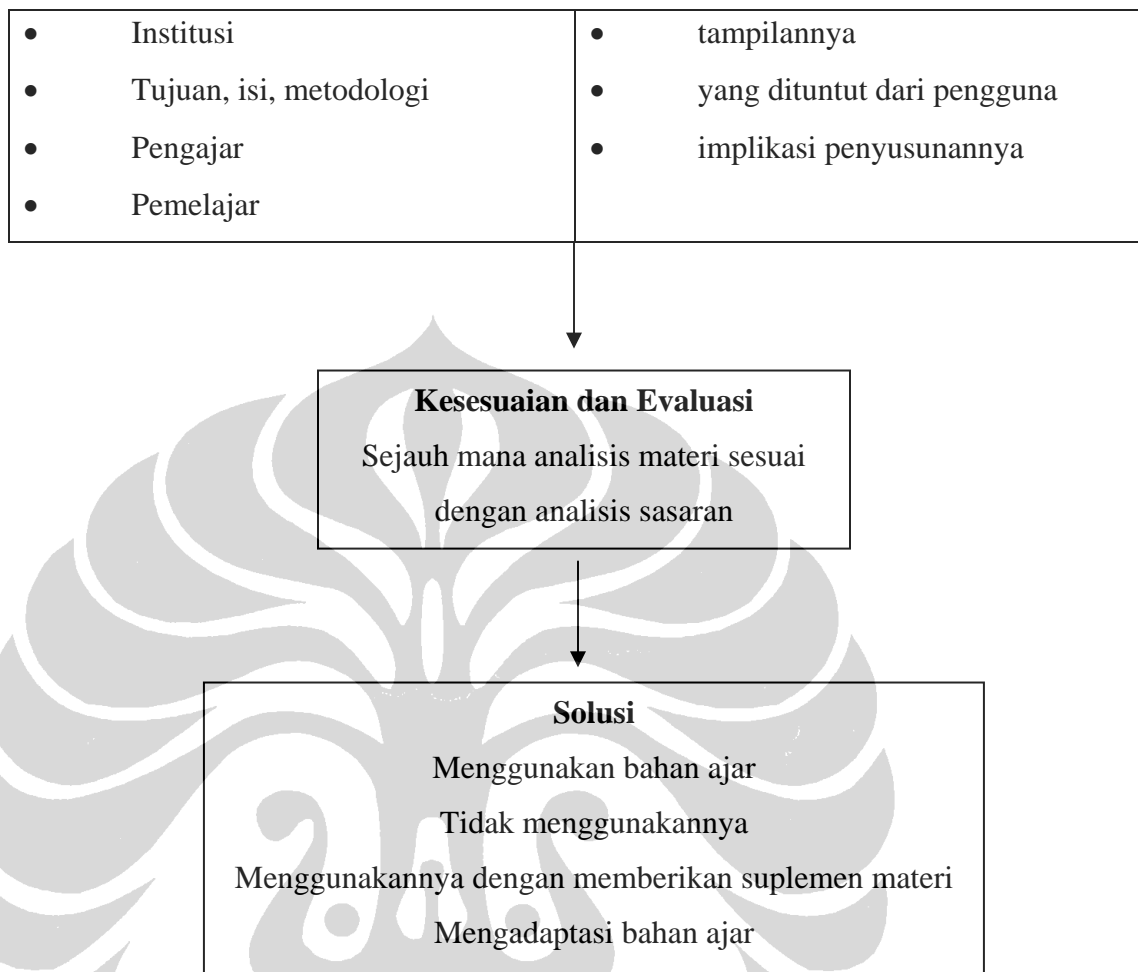 • Institusi
• Tujuan, isi, metodologi
• Pengajar
• Pemelajar
• tampilannya
• yang dituntut dari pengguna
• implikasi penyusunannya
Kesesuaian dan Evaluasi
Sejauh mana analisis materi sesuai
dengan analisis sasaran
Solusi
Menggunakan bahan ajar
Tidak menggunakannya
Menggunakannya dengan memberikan suplemen materi
Mengadaptasi bahan ajar